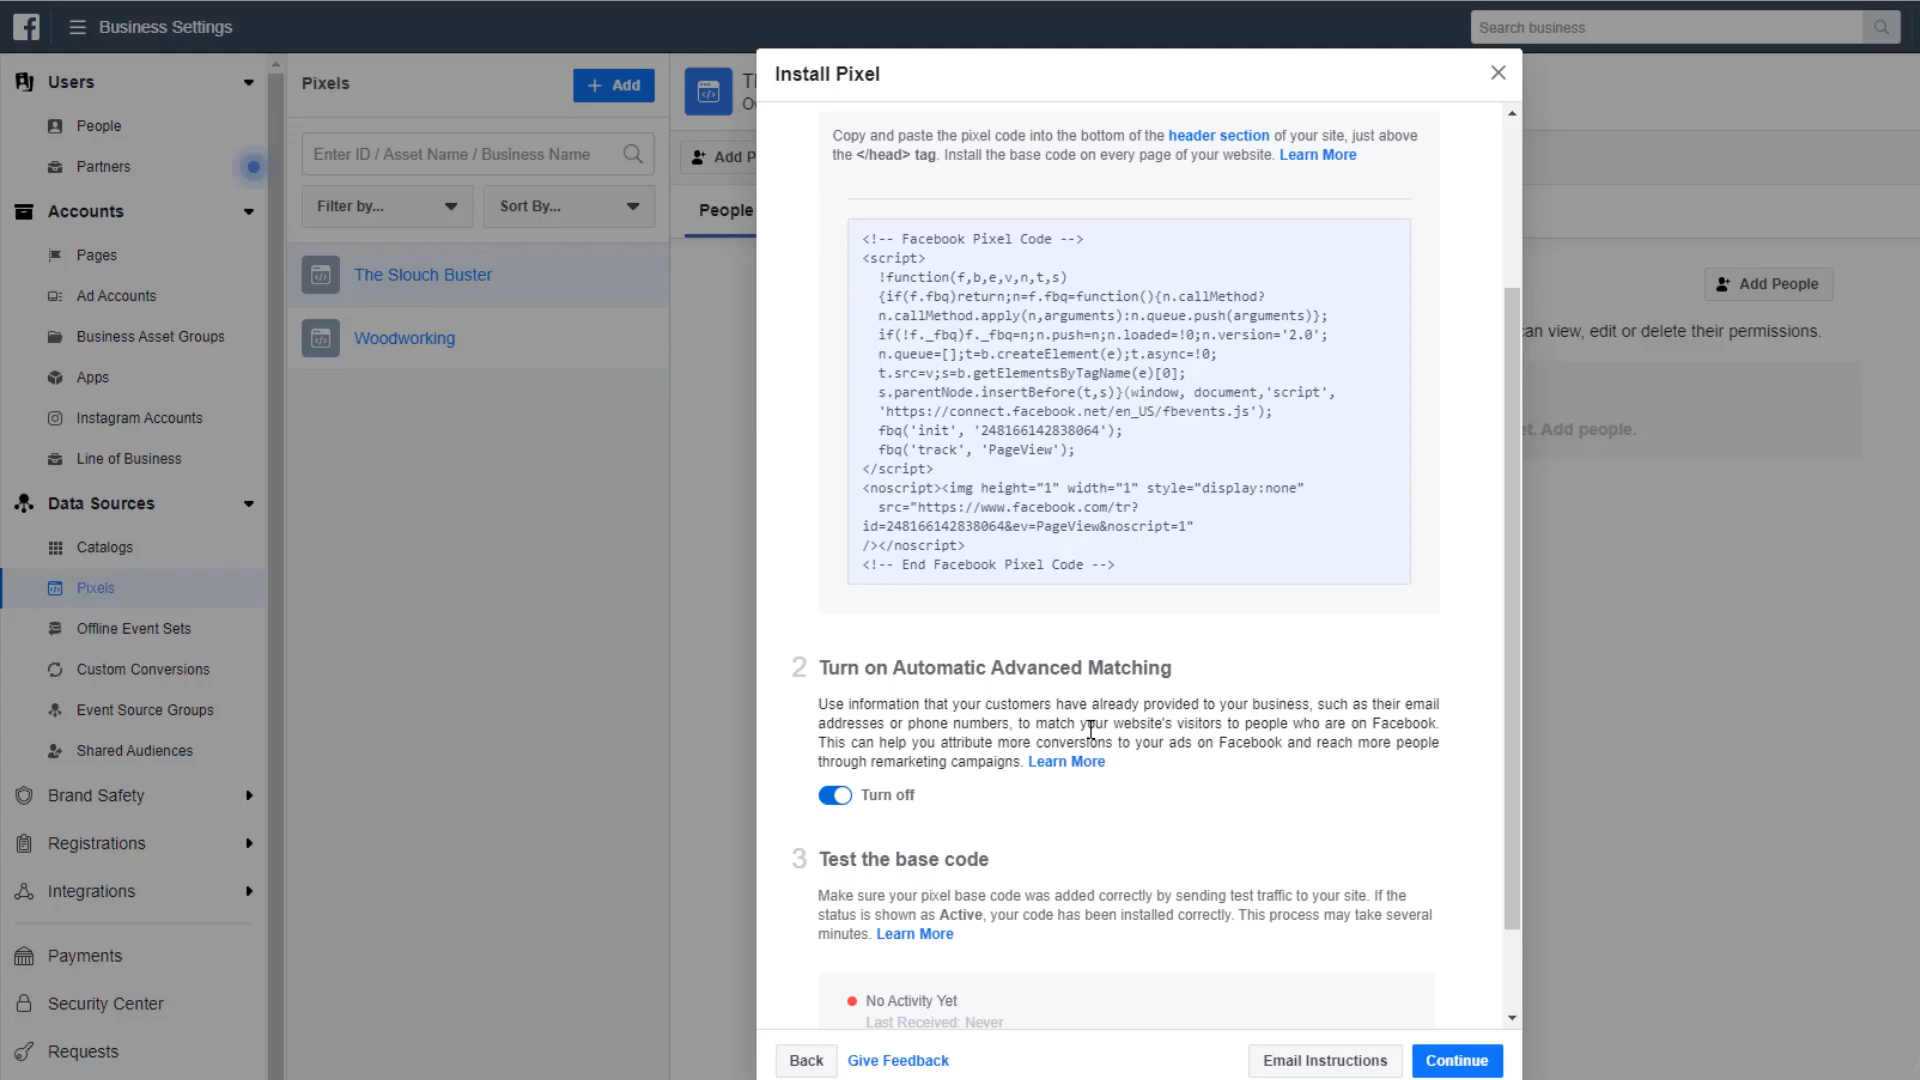 Business Settings
Search business
Users
People
Partners
Accounts
Pages
Ad Accounts
Business Asset Groups
Apps
Instagram Accounts
Line of Business
Data Sources
Catalogs
Pixels
Offline Event Sets
Custom Conversions
Event Source Groups
Shared Audiences
Brand Safety
Registrations
Integrations
Payments
Security Center
Requests
Pixels
+ Add
Enter ID / Asset Name / Business Name
Filter by...
Sort By...
The Slouch Buster
Woodworking
Add P
People
Add People
an view, edit or delete their permissions.
et. Add people.
Install Pixel
Copy and paste the pixel code into the bottom of the header section of your site, just above
the </head> tag. Install the base code on every page of your website. Learn More
<!-- Facebook Pixel Code -->
<script>
!function(f,b,e,v,n,t,s)
{if(f.fbq)return;n=f.fbq=function(){n.callMethod?
n.callMethod.apply(n,arguments):n.queue.push(arguments)};
if(!f._fbq)f._fbq=n;n.push=n;n.loaded=!0;n.version='2.0';
n.queue=[];t=b.createElement(e);t.async=!0;
t.src=v;s=b.getElementsByTagName(e)[0];
s.parentNode.insertBefore(t,s)}(window, document,'script',
'https://connect.facebook.net/en_US/fbevents.js');
fbq('init', '248166142838064');
fbq('track', 'PageView');
</script>
<noscript><img height="1" width="1" style="display:none"
src="https://www.facebook.com/tr?
id=248166142838064&ev=PageView&noscript=1"
/></noscript>
<!-- End Facebook Pixel Code -->
2 Turn on Automatic Advanced Matching
Use information that your customers have already provided to your business, such as their email
addresses or phone numbers, to match your website's visitors to people who are on Facebook.
This can help you attribute more conversions to your ads on Facebook and reach more people
through remarketing campaigns. Learn More
Turn off
3 Test the base code
Make sure your pixel base code was added correctly by sending test traffic to your site. If the
status is shown as Active, your code has been installed correctly. This process may take several
minutes. Learn More
No Activity Yet
Last Received: Never
Back
Give Feedback
Email Instructions
Continue